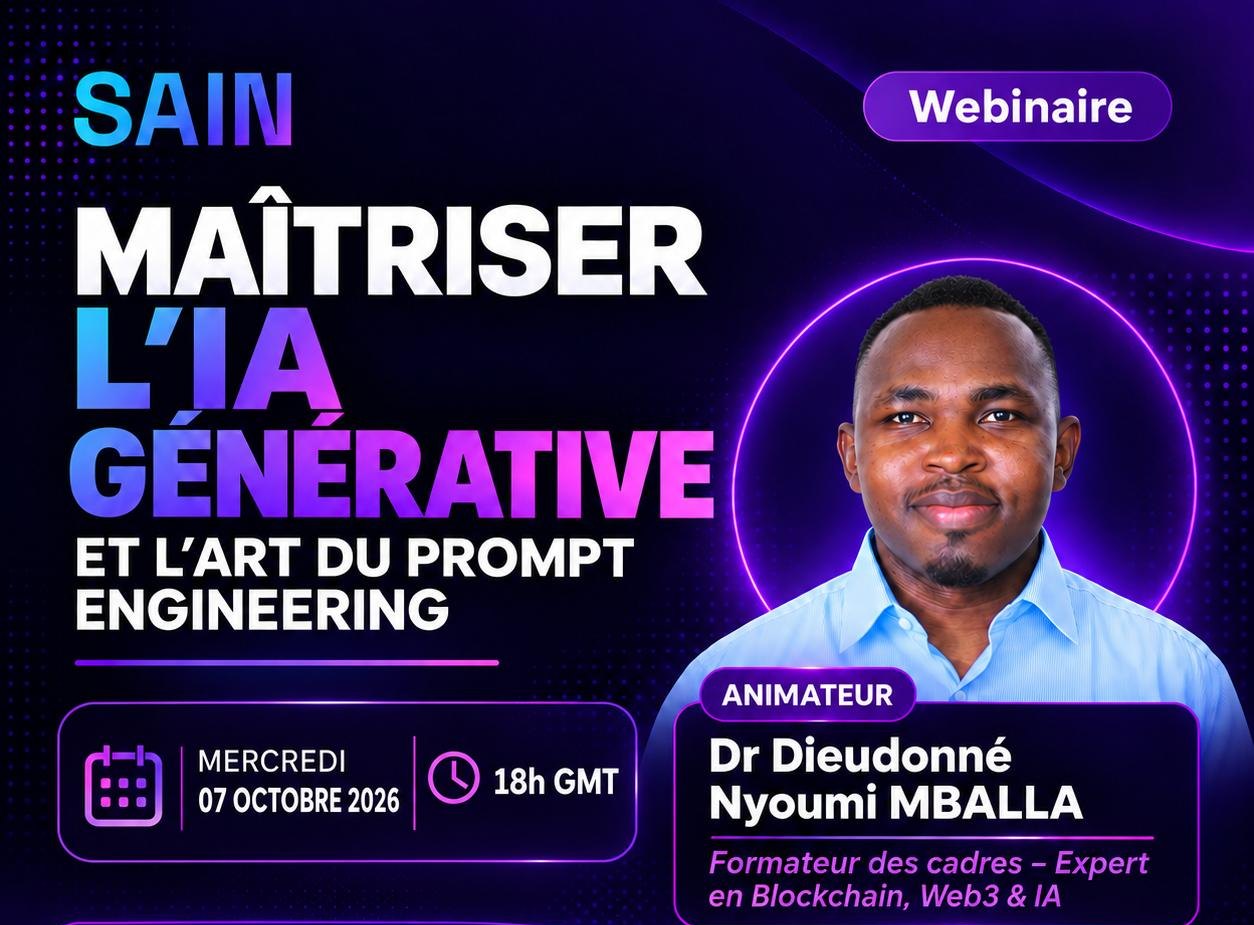 SAIN
Webinaire
MAÎTRISER
L’IA
GÉNÉRATIVE
ET L’ART DU PROMPT
ENGINEERING
MERCREDI
07 OCTOBRE 2026
18h GMT
ANIMATEUR
Dr Dieudonné
Nyoumi MBALLA
Formateur des cadres – Expert
en Blockchain, Web3 & IA